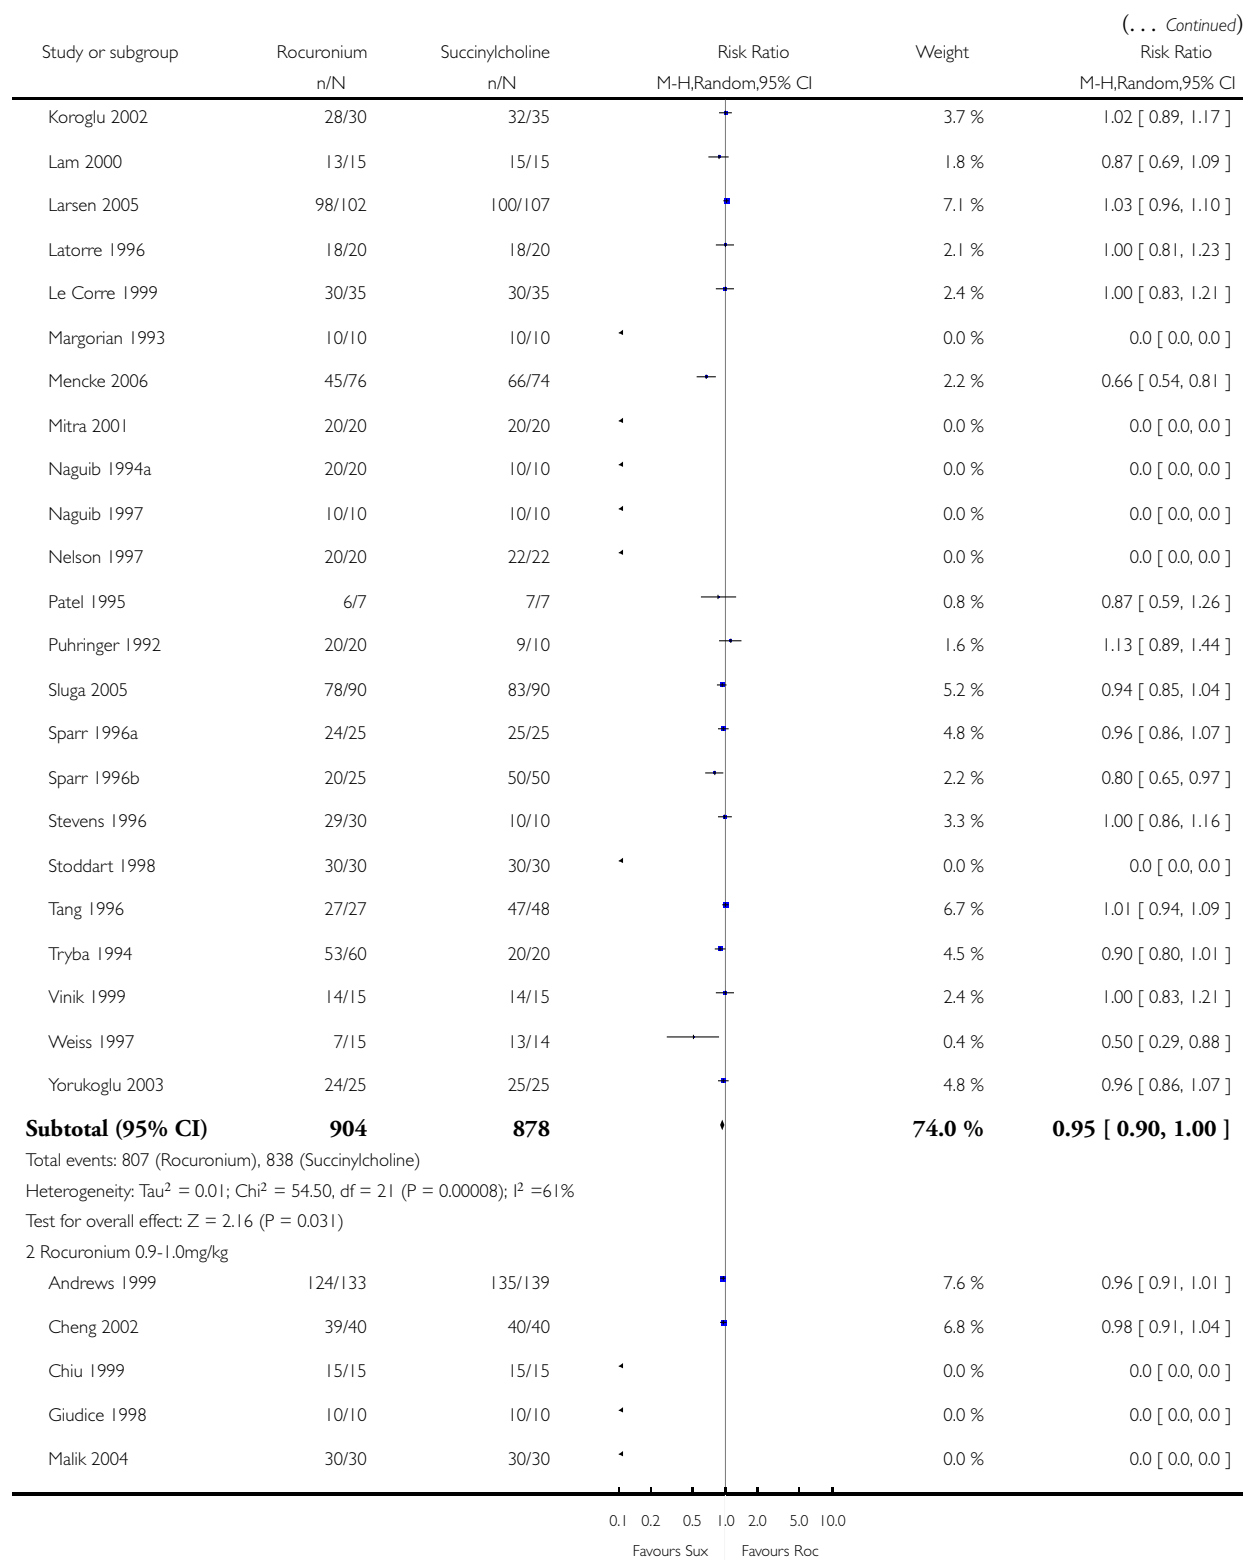 (... Continued)
Study or subgroup Rocuronium Succinylcholine Risk Ratio Weight Risk Ratio
n/N n/N M-H,Random,95% CI M-H,Random,95% CI
Koroglu 2002 28/30 32/35 3.7 % 1.02 [ 0.89, 1.17 ]
Lam 2000 13/15 15/15 1.8 % 0.87 [ 0.69, 1.09 ]
Larsen 2005 98/102 100/107 7.1 % 1.03 [ 0.96, 1.10 ]
Latorre 1996 18/20 18/20 2.1 % 1.00 [ 0.81, 1.23 ]
Le Corre 1999 30/35 30/35 2.4 % 1.00 [ 0.83, 1.21 ]
Margorian 1993 10/10 10/10 0.0 % 0.0 [ 0.0, 0.0 ]
Mencke 2006 45/76 66/74 2.2 % 0.66 [ 0.54, 0.81 ]
Mitra 2001 20/20 20/20 0.0 % 0.0 [ 0.0, 0.0 ]
Naguib 1994a 20/20 10/10 0.0 % 0.0 [ 0.0, 0.0 ]
Naguib 1997 10/10 10/10 0.0 % 0.0 [ 0.0, 0.0 ]
Nelson 1997 20/20 22/22 0.0 % 0.0 [ 0.0, 0.0 ]
Patel 1995 6/7 7/7 0.8 % 0.87 [ 0.59, 1.26 ]
Puhringer 1992 20/20 9/10 1.6 % 1.13 [ 0.89, 1.44 ]
Sluga 2005 78/90 83/90 5.2 % 0.94 [ 0.85, 1.04 ]
Sparr 1996a 24/25 25/25 4.8 % 0.96 [ 0.86, 1.07 ]
Sparr 1996b 20/25 50/50 2.2 % 0.80 [ 0.65, 0.97 ]
Stevens 1996 29/30 10/10 3.3 % 1.00 [ 0.86, 1.16 ]
Stoddart 1998 30/30 30/30 0.0 % 0.0 [ 0.0, 0.0 ]
Tang 1996 27/27 47/48 6.7 % 1.01 [ 0.94, 1.09 ]
Tryba 1994 53/60 20/20 4.5 % 0.90 [ 0.80, 1.01 ]
Vinik 1999 14/15 14/15 2.4 % 1.00 [ 0.83, 1.21 ]
Weiss 1997 7/15 13/14 0.4 % 0.50 [ 0.29, 0.88 ]
Yorukoglu 2003 24/25 25/25 4.8 % 0.96 [ 0.86, 1.07 ]
Subtotal (95% CI) 904 878 74.0 % 0.95 [ 0.90, 1.00 ]
Total events: 807 (Rocuronium), 838 (Succinylcholine)
Heterogeneity: Tau² = 0.01; Chi² = 54.50, df = 21 (P = 0.00008); I² =61%
Test for overall effect: Z = 2.16 (P = 0.031)
2 Rocuronium 0.9-1.0mg/kg
Andrews 1999 124/133 135/139 7.6 % 0.96 [ 0.91, 1.01 ]
Cheng 2002 39/40 40/40 6.8 % 0.98 [ 0.91, 1.04 ]
Chiu 1999 15/15 15/15 0.0 % 0.0 [ 0.0, 0.0 ]
Giudice 1998 10/10 10/10 0.0 % 0.0 [ 0.0, 0.0 ]
Malik 2004 30/30 30/30 0.0 % 0.0 [ 0.0, 0.0 ]
0.1 0.2 0.5 1.0 2.0 5.0 10.0
Favours Sux Favours Roc